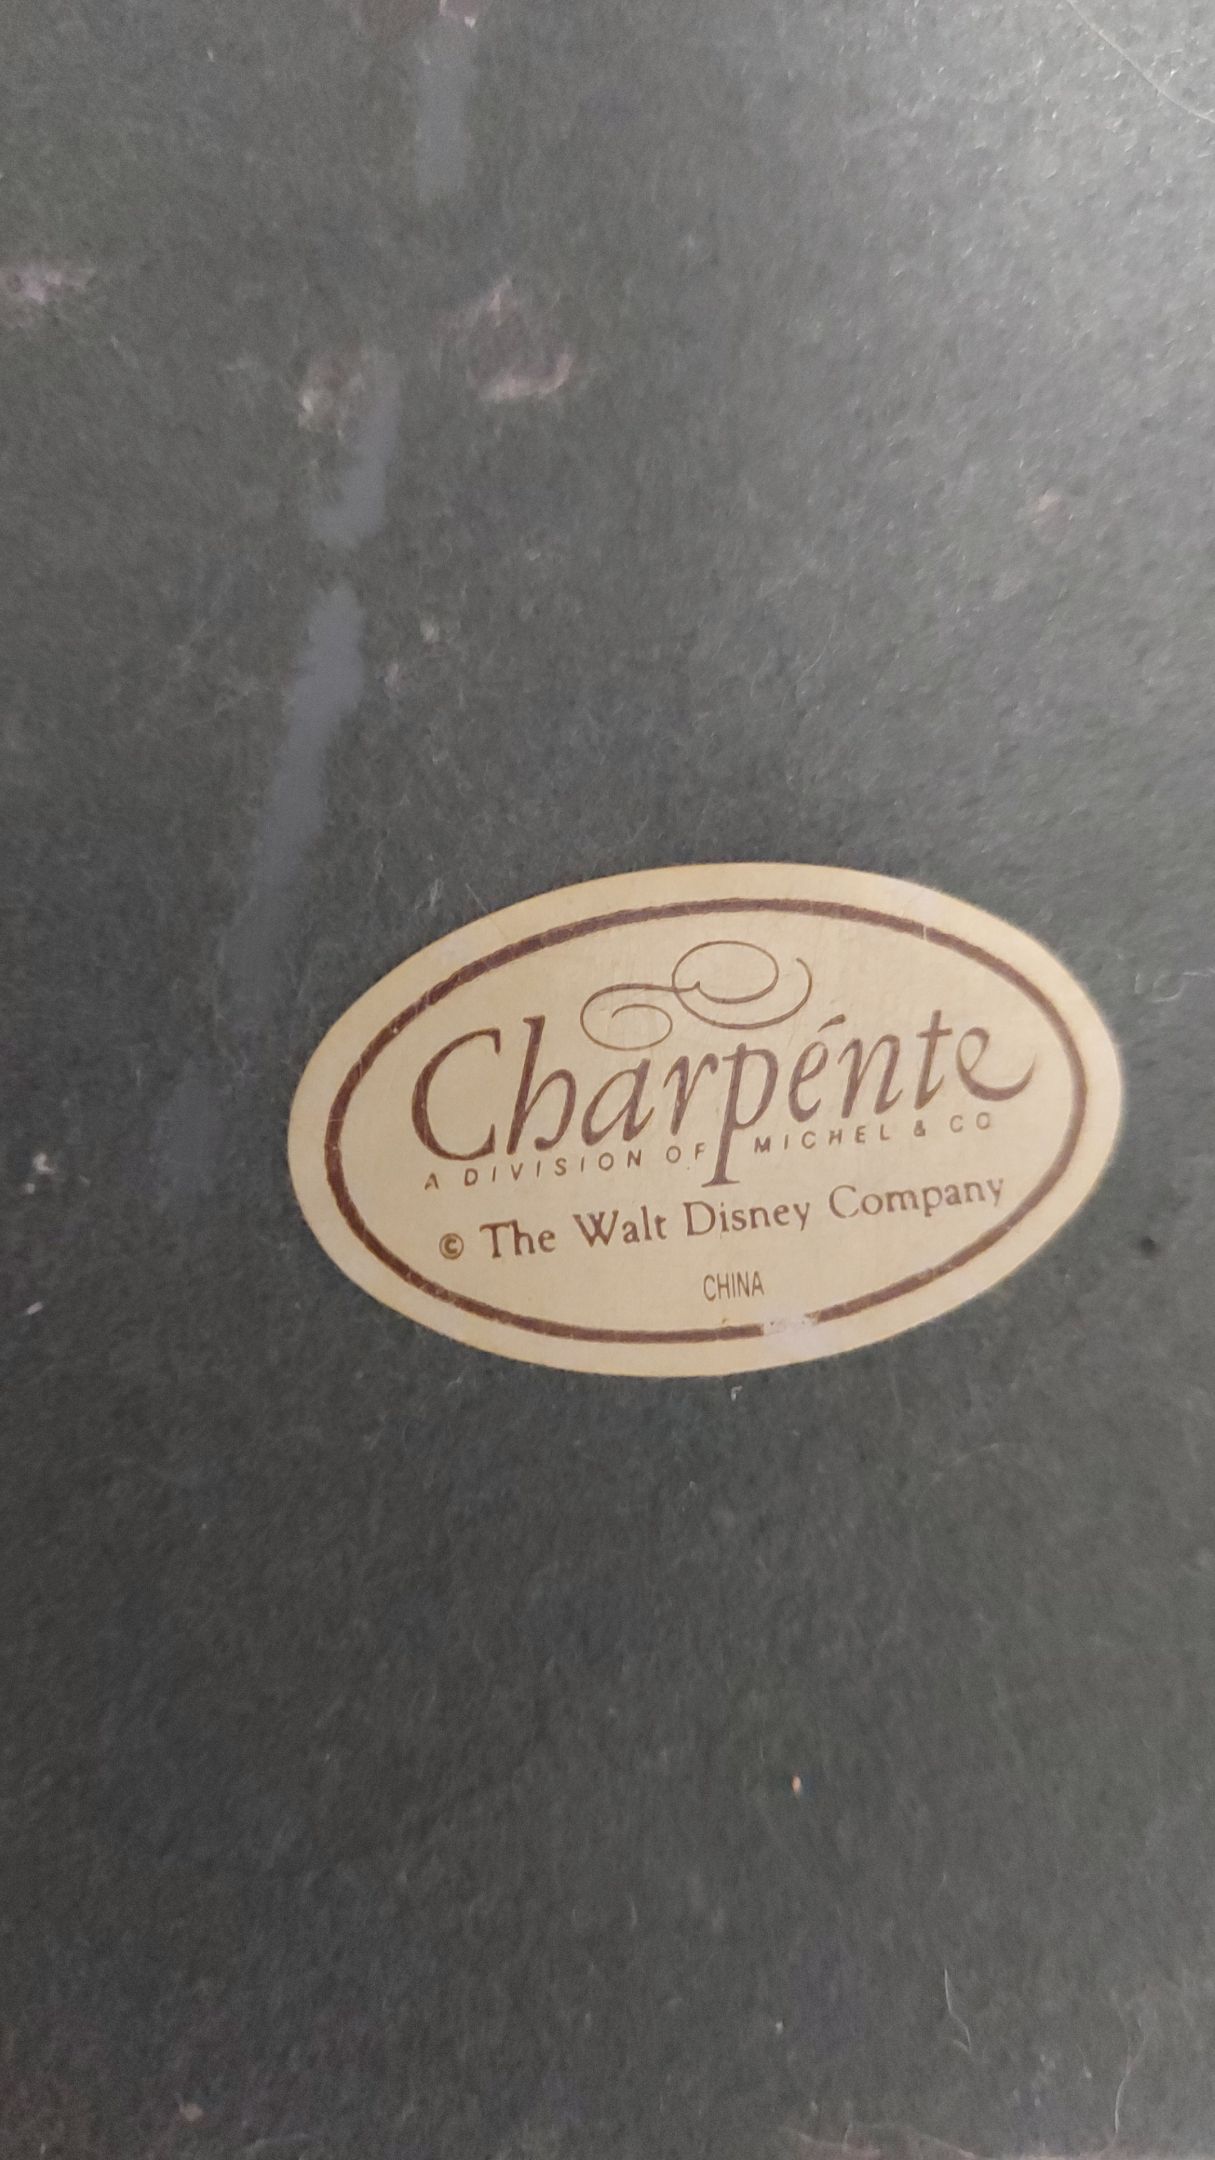 Charpénte
A DIVISION OF MICHEL & CO
© The Walt Disney Company
CHINA